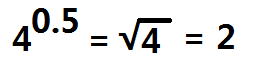 4^0.5 = √4 = 2